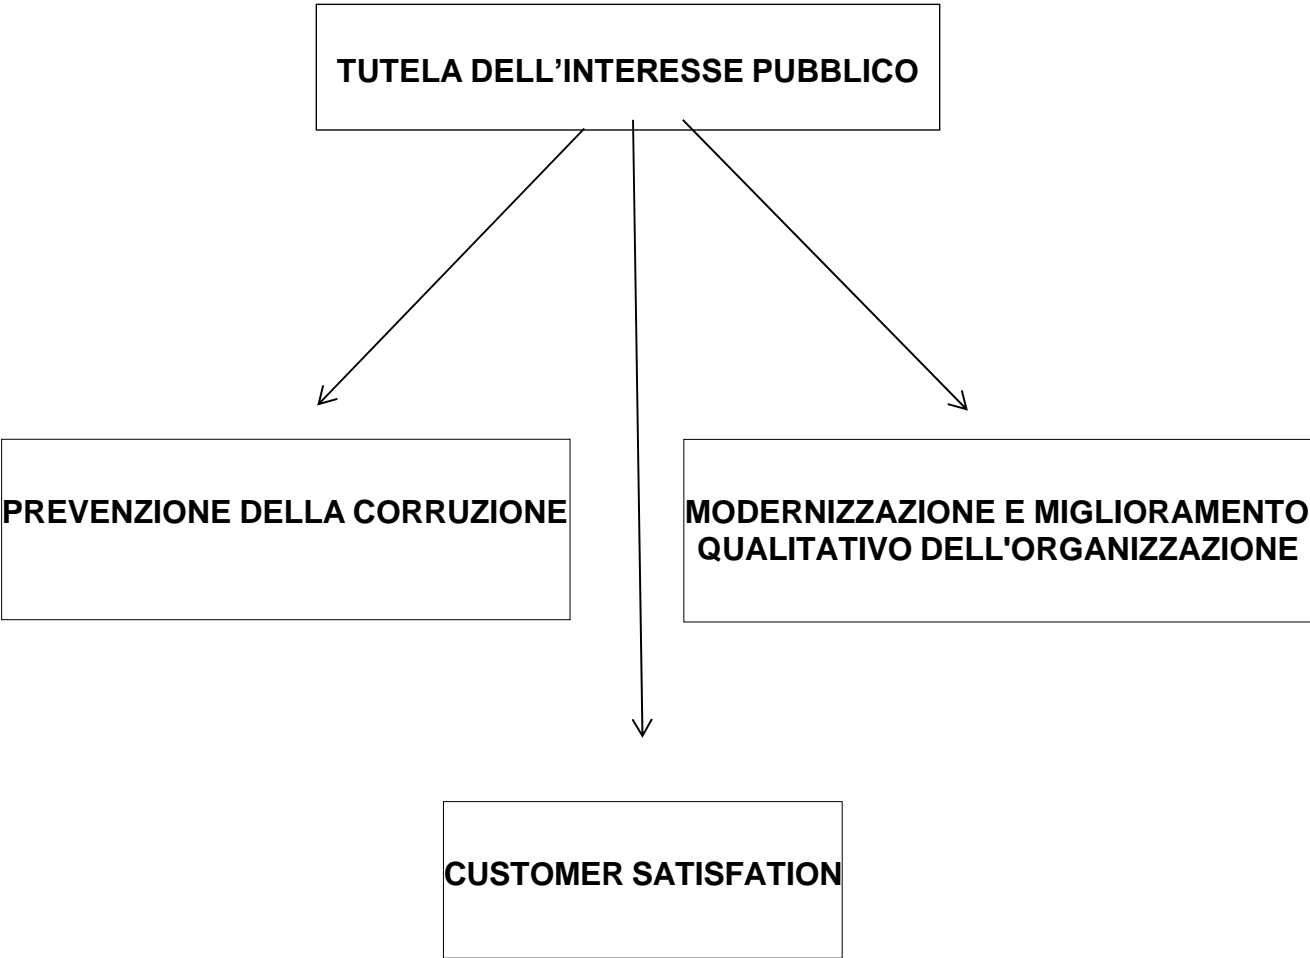 TUTELA DELL’INTERESSE PUBBLICO
PREVENZIONE DELLA CORRUZIONE
MODERNIZZAZIONE E MIGLIORAMENTO
QUALITATIVO DELL'ORGANIZZAZIONE
CUSTOMER SATISFATION